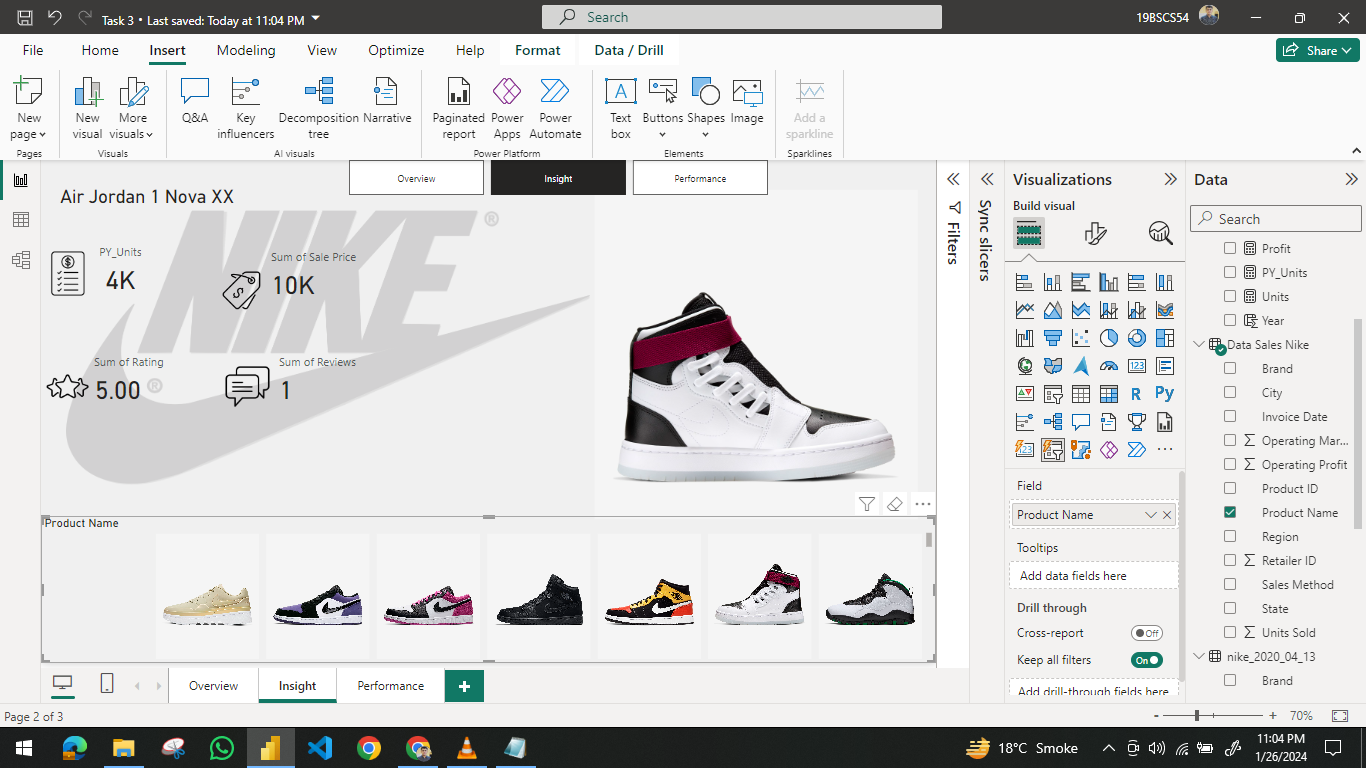 Task 3 • Last saved: Today at 11:04 PM
Search
19BSCS54
File Home Insert Modeling View Optimize Help Format Data / Drill
Share
New page
New visual
More visuals
Q&A
Key influencers
Decomposition tree
Narrative
Paginated report
Power Apps
Power Automate
Text box
Buttons
Shapes
Image
Add a sparkline
Pages
Visuals
AI visuals
Power Platform
Elements
Sparklines
Overview
Insight
Performance
Air Jordan 1 Nova XX
NIKE ®
PY_Units
4K
Sum of Sale Price
10K
Sum of Rating
5.00 ®
Sum of Reviews
1
Product Name
Filters
Sync slicers
Visualizations
Build visual
123
R
Py
123
Field
Product Name
Tooltips
Add data fields here
Drill through
Cross-report
Off
Keep all filters
On
Add drill-through fields here
Data
Search
Profit
PY_Units
Units
Year
Data Sales Nike
Brand
City
Invoice Date
Operating Mar...
Operating Profit
Product ID
Product Name
Region
Retailer ID
Sales Method
State
Units Sold
nike_2020_04_13
Brand
Overview
Insight
Performance
Page 2 of 3
- + 70%
18°C Smoke
11:04 PM
1/26/2024